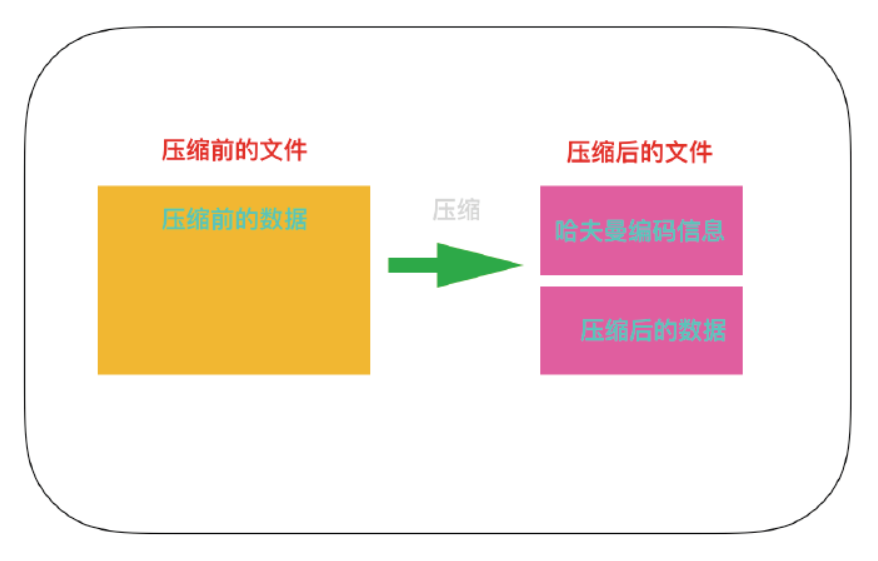 压缩前的文件
压缩后的文件
压缩前的数据
压缩
哈夫曼编码信息
压缩后的数据